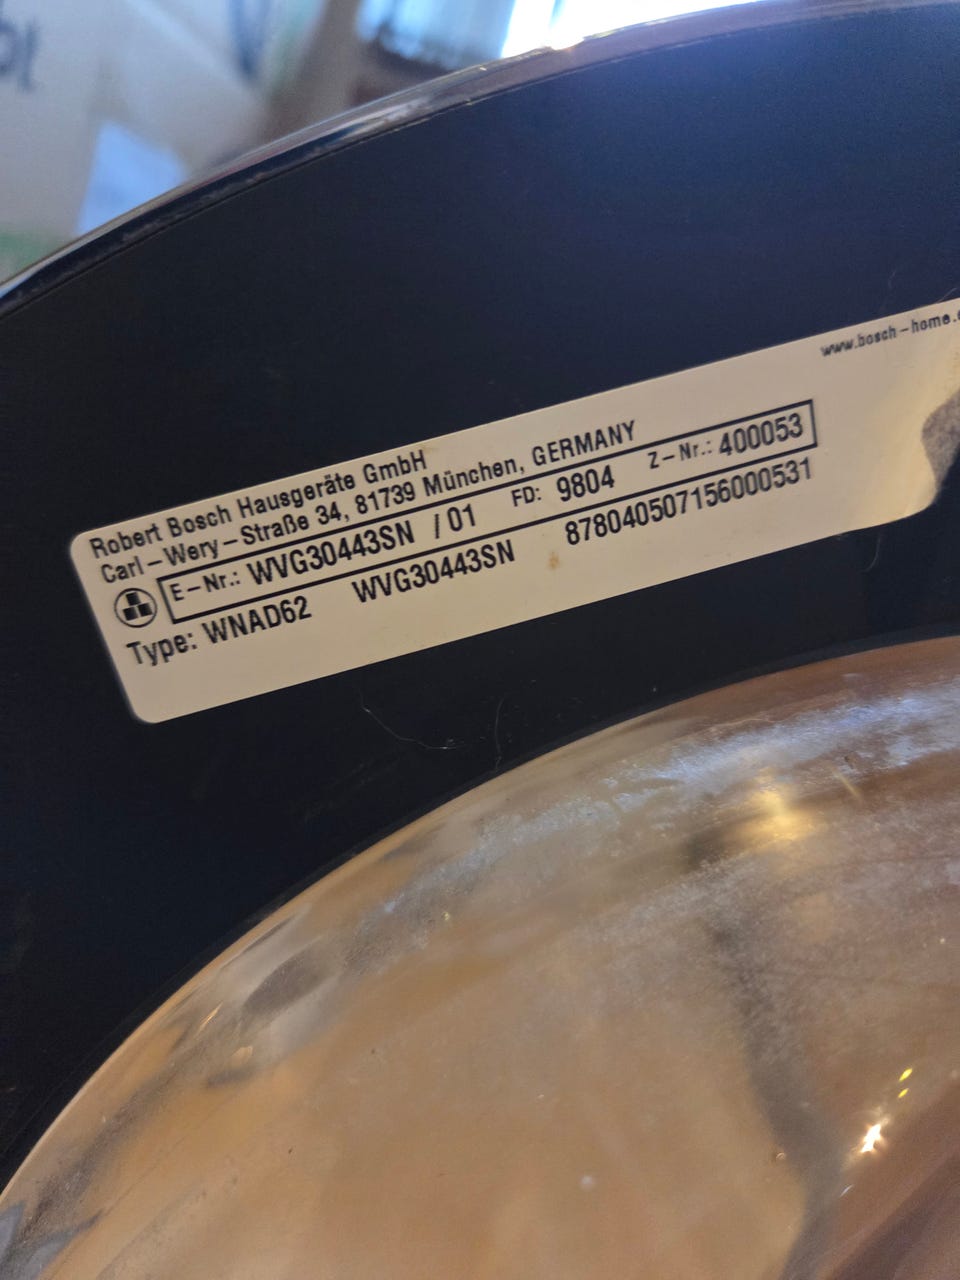 www.bosch-home.
Robert Bosch Hausgeräte GmbH
Carl-Wery-Straße 34, 81739 München, GERMANY
E-Nr.: WVG30443SN /01 FD: 9804 Z-Nr.: 400053
Type: WNAD62 WVG30443SN 878040507156000531